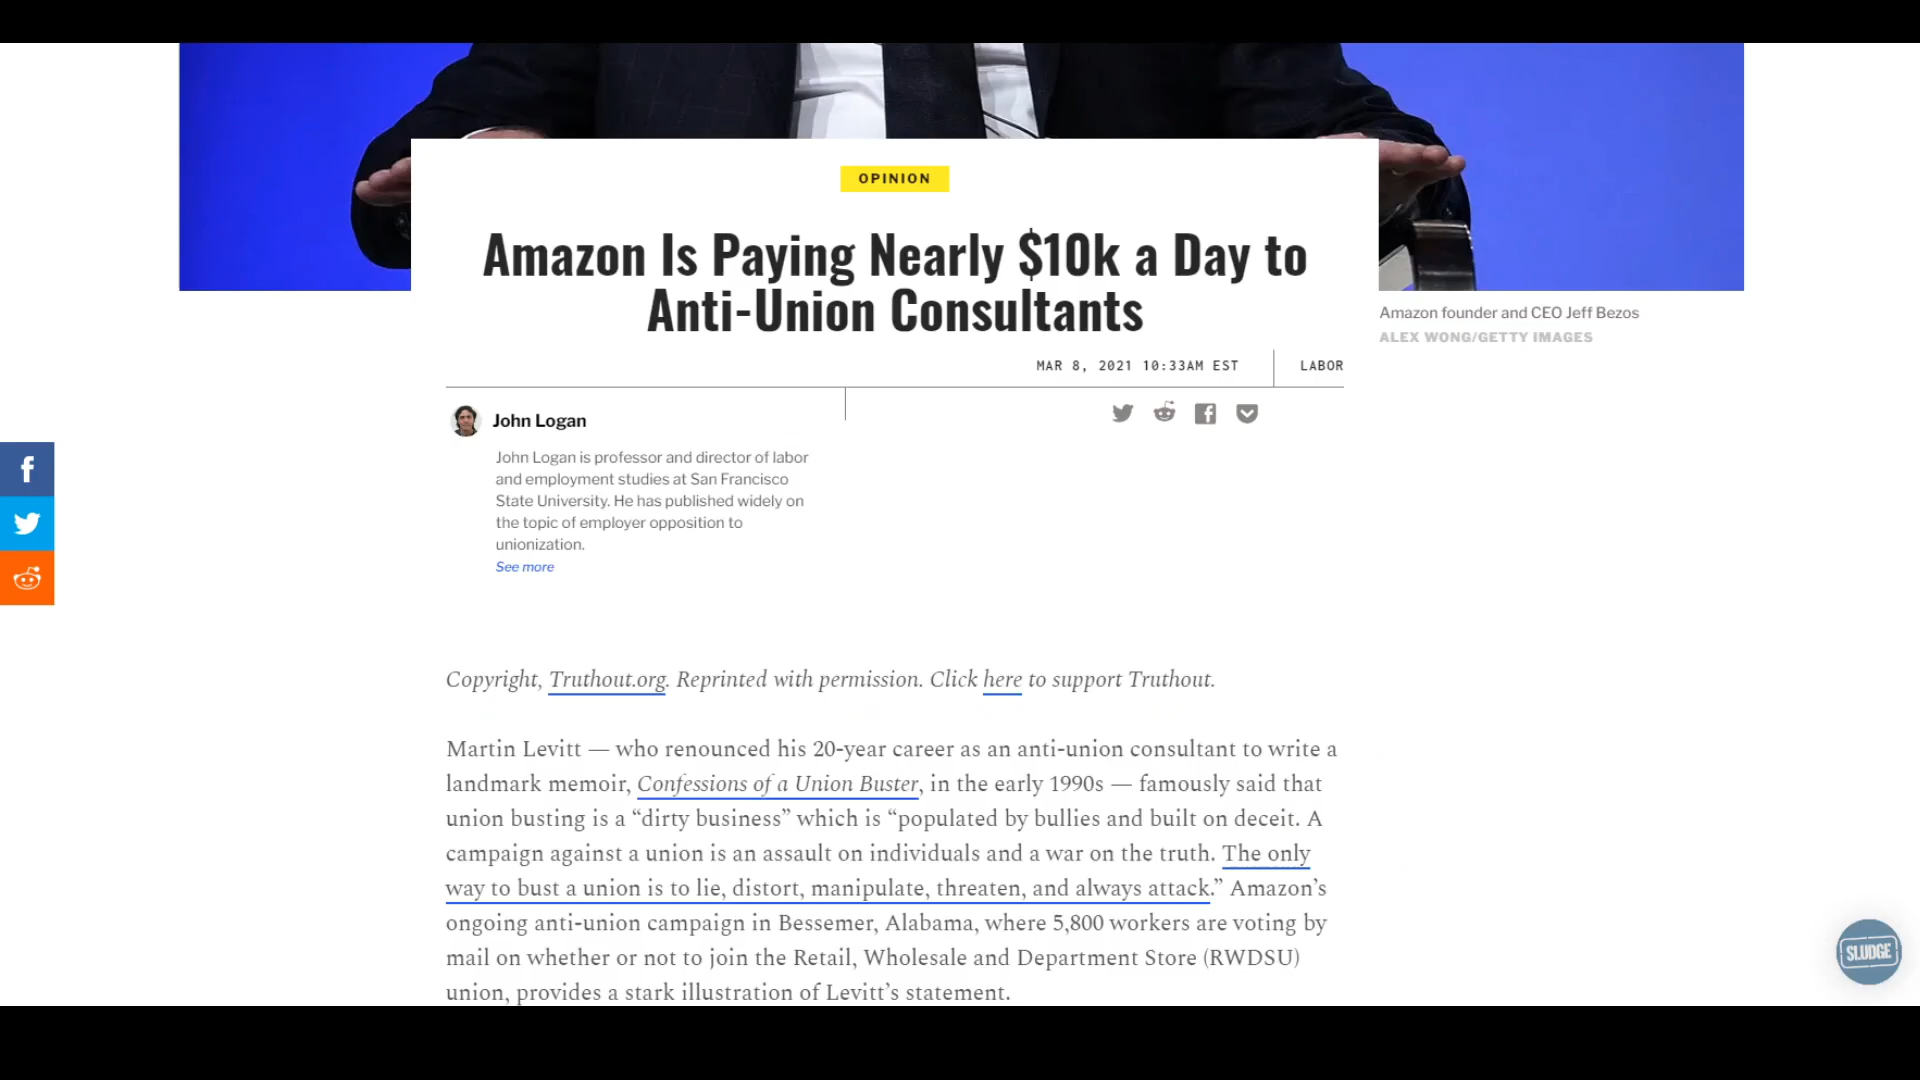 OPINION
Amazon Is Paying Nearly $10k a Day to
Anti-Union Consultants
Amazon founder and CEO Jeff Bezos
ALEX WONG/GETTY IMAGES
MAR 8, 2021 10:33AM EST
LABOR
John Logan
John Logan is professor and director of labor
and employment studies at San Francisco
State University. He has published widely on
the topic of employer opposition to
unionization.
See more
Copyright, Truthout.org. Reprinted with permission. Click here to support Truthout.
Martin Levitt — who renounced his 20-year career as an anti-union consultant to write a
landmark memoir, Confessions of a Union Buster, in the early 1990s — famously said that
union busting is a “dirty business” which is “populated by bullies and built on deceit. A
campaign against a union is an assault on individuals and a war on the truth. The only
way to bust a union is to lie, distort, manipulate, threaten, and always attack.” Amazon’s
ongoing anti-union campaign in Bessemer, Alabama, where 5,800 workers are voting by
mail on whether or not to join the Retail, Wholesale and Department Store (RWDSU)
union, provides a stark illustration of Levitt’s statement.
SLUDGE